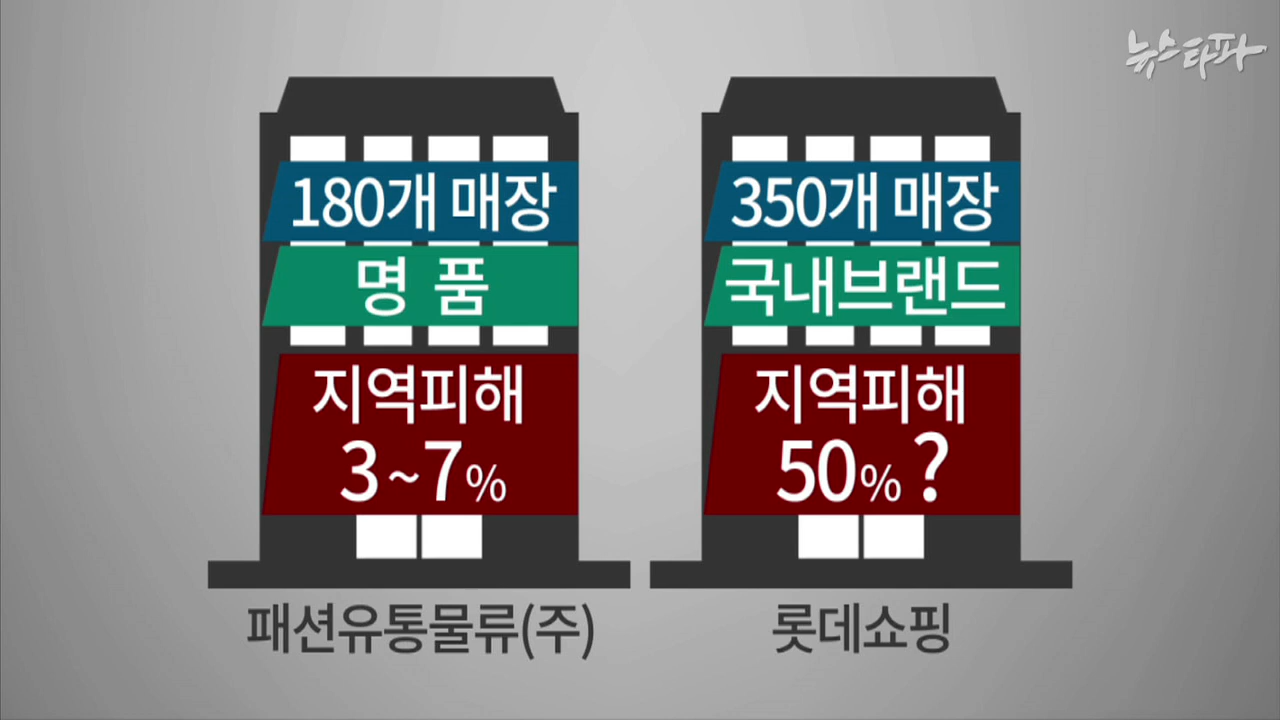 뉴스타파
180개 매장
명 품
지역피해
3~7%
패션유통물류(주)
350개 매장
국내브랜드
지역피해
50% ?
롯데쇼핑